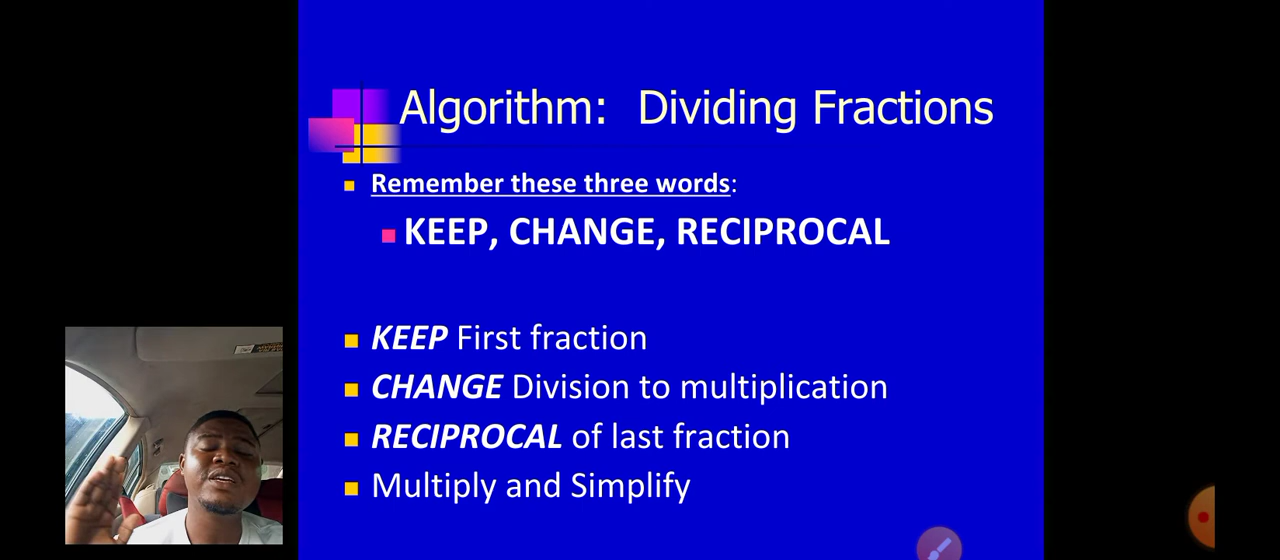 Algorithm: Dividing Fractions
Remember these three words:
KEEP, CHANGE, RECIPROCAL
KEEP First fraction
CHANGE Division to multiplication
RECIPROCAL of last fraction
Multiply and Simplify